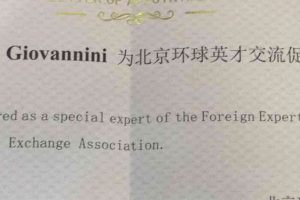 Giovannini 为北京环球英才交流促
red as a special expert of the Foreign Expert
Exchange Association.